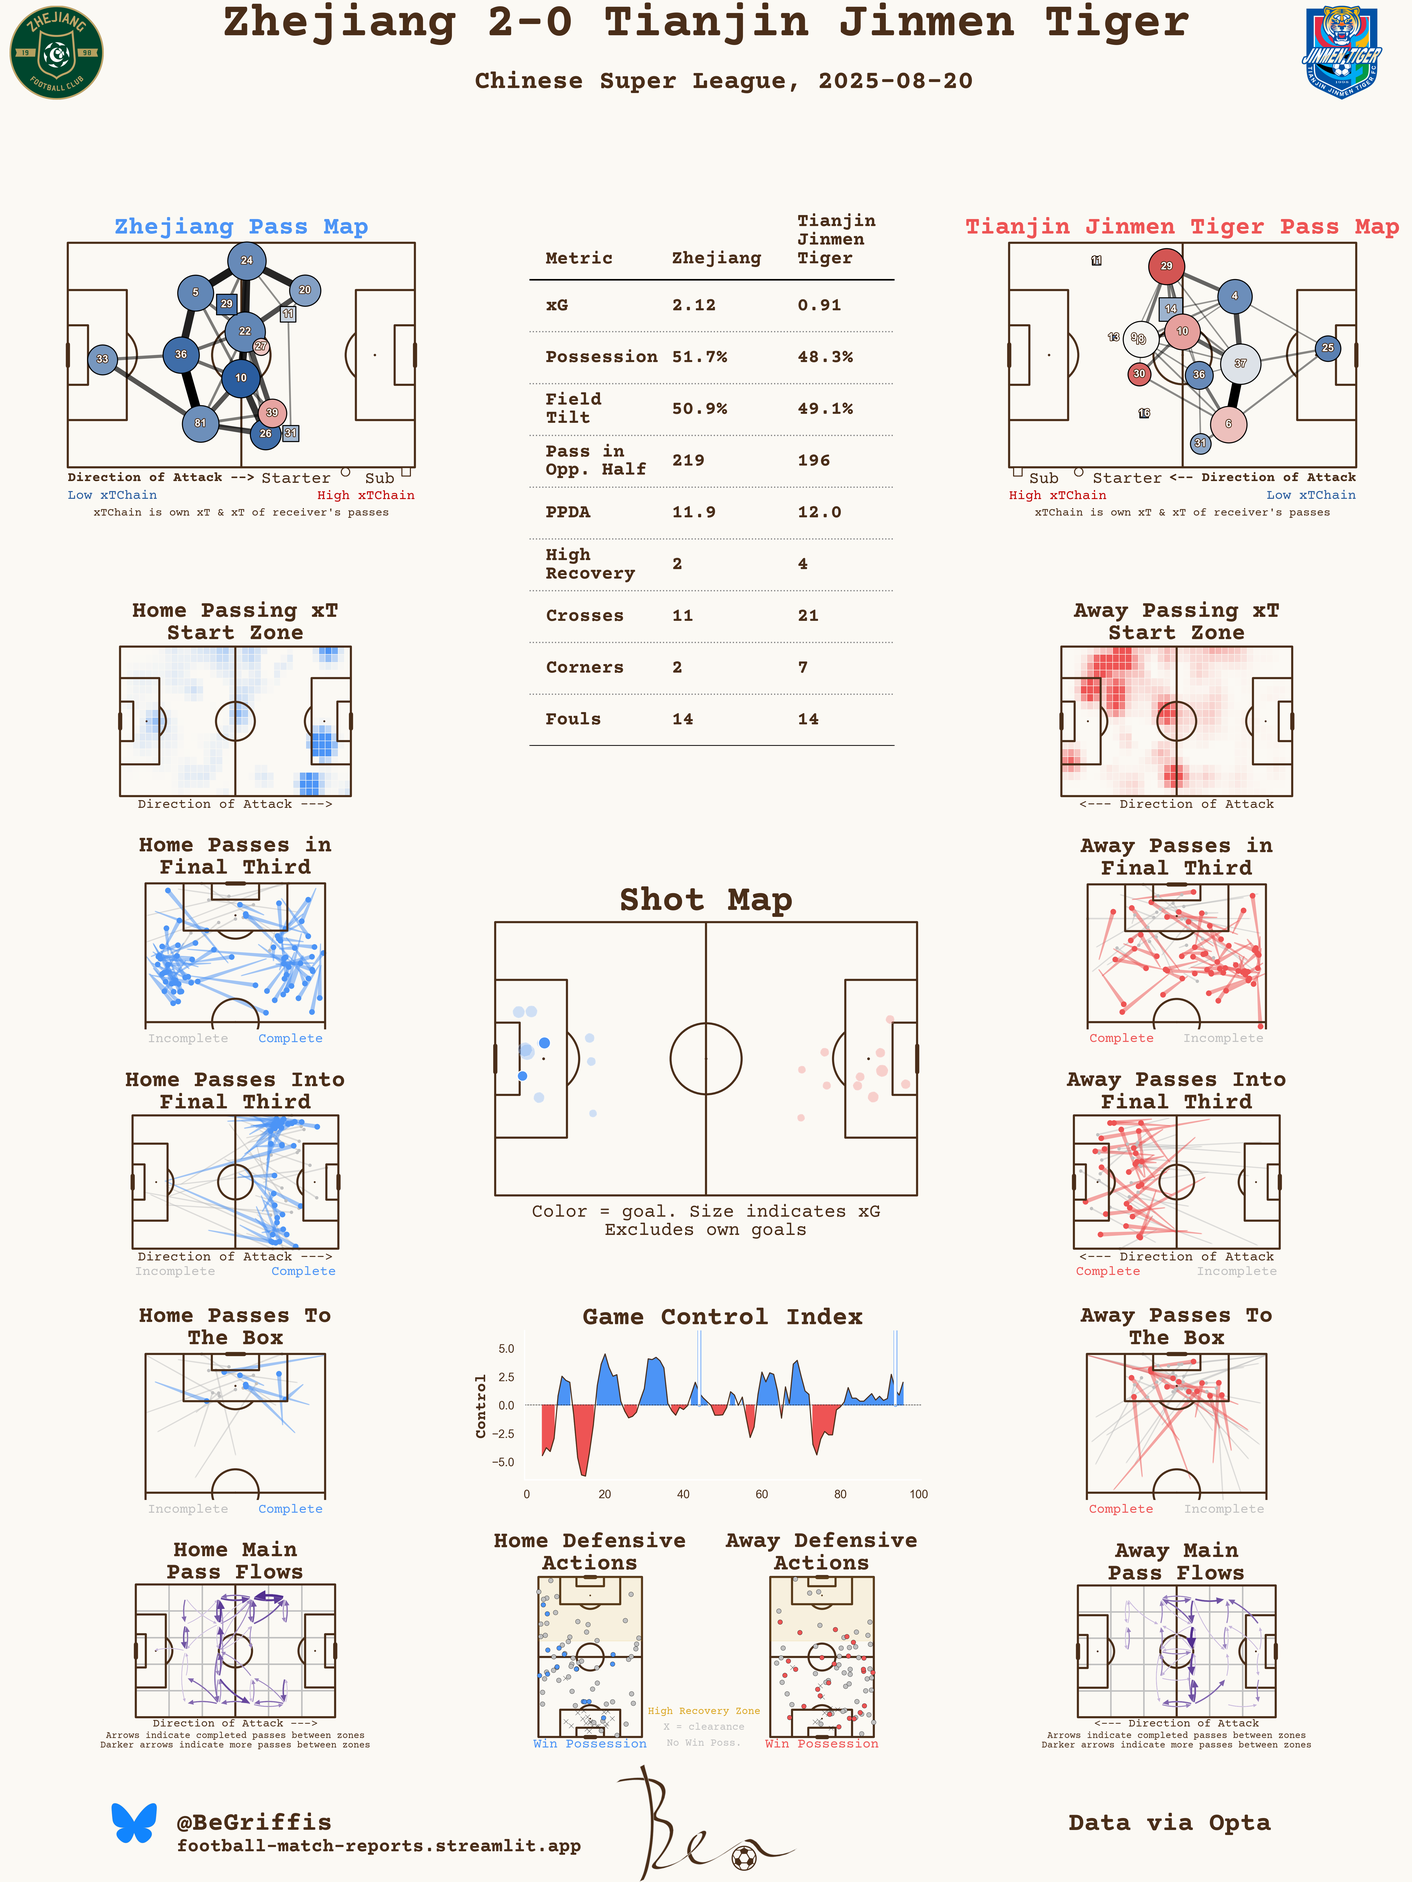 Zhejiang 2-0 Tianjin Jinmen Tiger
Chinese Super League, 2025-08-20
ZHEJIANG
19 98
FOOTBALL CLUB
JINMEN TIGER
TIANJIN JINMEN TIGER FC
Zhejiang Pass Map
24
5
20
29
11
22
27
33
36
10
39
81
26
31
Direction of Attack --> Starter Sub
Low xTChain High xTChain
xTChain is own xT & xT of receiver's passes
Metric Zhejiang Tianjin
Jinmen
Tiger
xG 2.12 0.91
Possession 51.7% 48.3%
Field
Tilt 50.9% 49.1%
Pass in
Opp. Half 219 196
PPDA 11.9 12.0
High
Recovery 2 4
Crosses 11 21
Corners 2 7
Fouls 14 14
Tianjin Jinmen Tiger Pass Map
11
29
4
14
10
13
9
37
25
30
36
16
6
31
Sub Starter <-- Direction of Attack
High xTChain Low xTChain
xTChain is own xT & xT of receiver's passes
Home Passing xT
Start Zone
Direction of Attack --->
Away Passing xT
Start Zone
<--- Direction of Attack
Home Passes in
Final Third
Incomplete Complete
Away Passes in
Final Third
Complete Incomplete
Shot Map
Color = goal. Size indicates xG
Excludes own goals
Home Passes Into
Final Third
Direction of Attack --->
Incomplete Complete
Away Passes Into
Final Third
<--- Direction of Attack
Complete Incomplete
Home Passes To
The Box
Incomplete Complete
Game Control Index
Control
5.0
2.5
0.0
−2.5
−5.0
0 20 40 60 80 100
Away Passes To
The Box
Complete Incomplete
Home Main
Pass Flows
Direction of Attack --->
Arrows indicate completed passes between zones
Darker arrows indicate more passes between zones
Home Defensive
Actions
Win Possession
Away Defensive
Actions
Win Possession
High Recovery Zone
X = clearance
No Win Poss.
Away Main
Pass Flows
<--- Direction of Attack
Arrows indicate completed passes between zones
Darker arrows indicate more passes between zones
@BeGriffis
football-match-reports.streamlit.app
Ben
Data via Opta